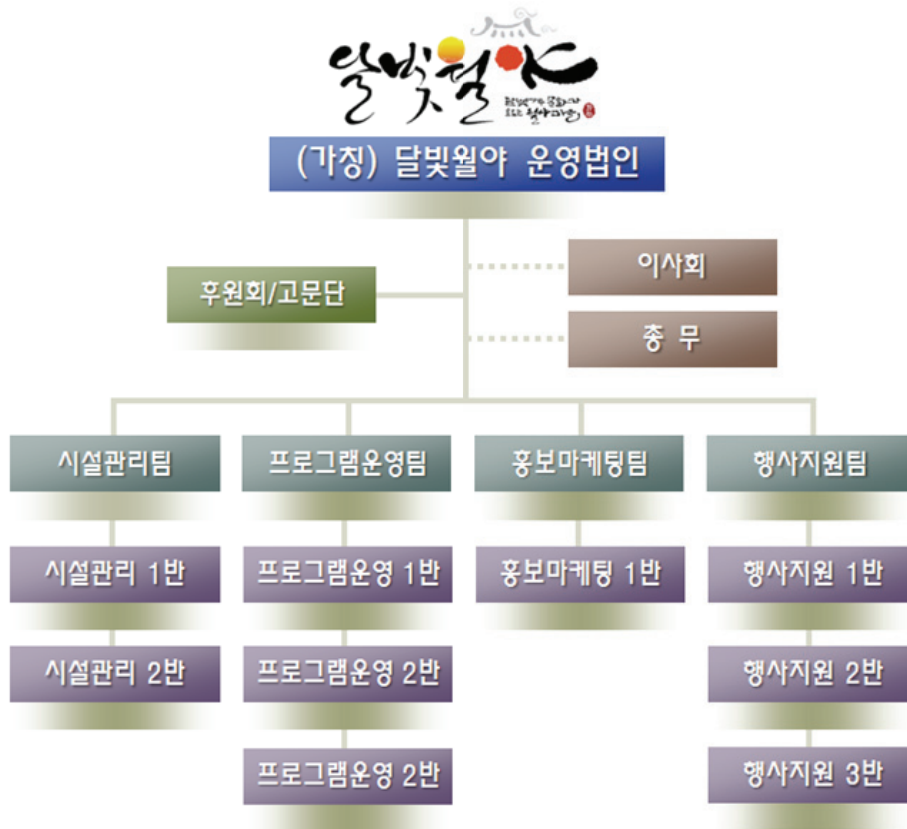 달빛월야
(가칭) 달빛월야 운영법인
이사회
후원회/고문단
총 무
시설관리팀
프로그램운영팀
홍보마케팅팀
행사지원팀
시설관리 1반
프로그램운영 1반
홍보마케팅 1반
행사지원 1반
시설관리 2반
프로그램운영 2반
행사지원 2반
프로그램운영 2반
행사지원 3반